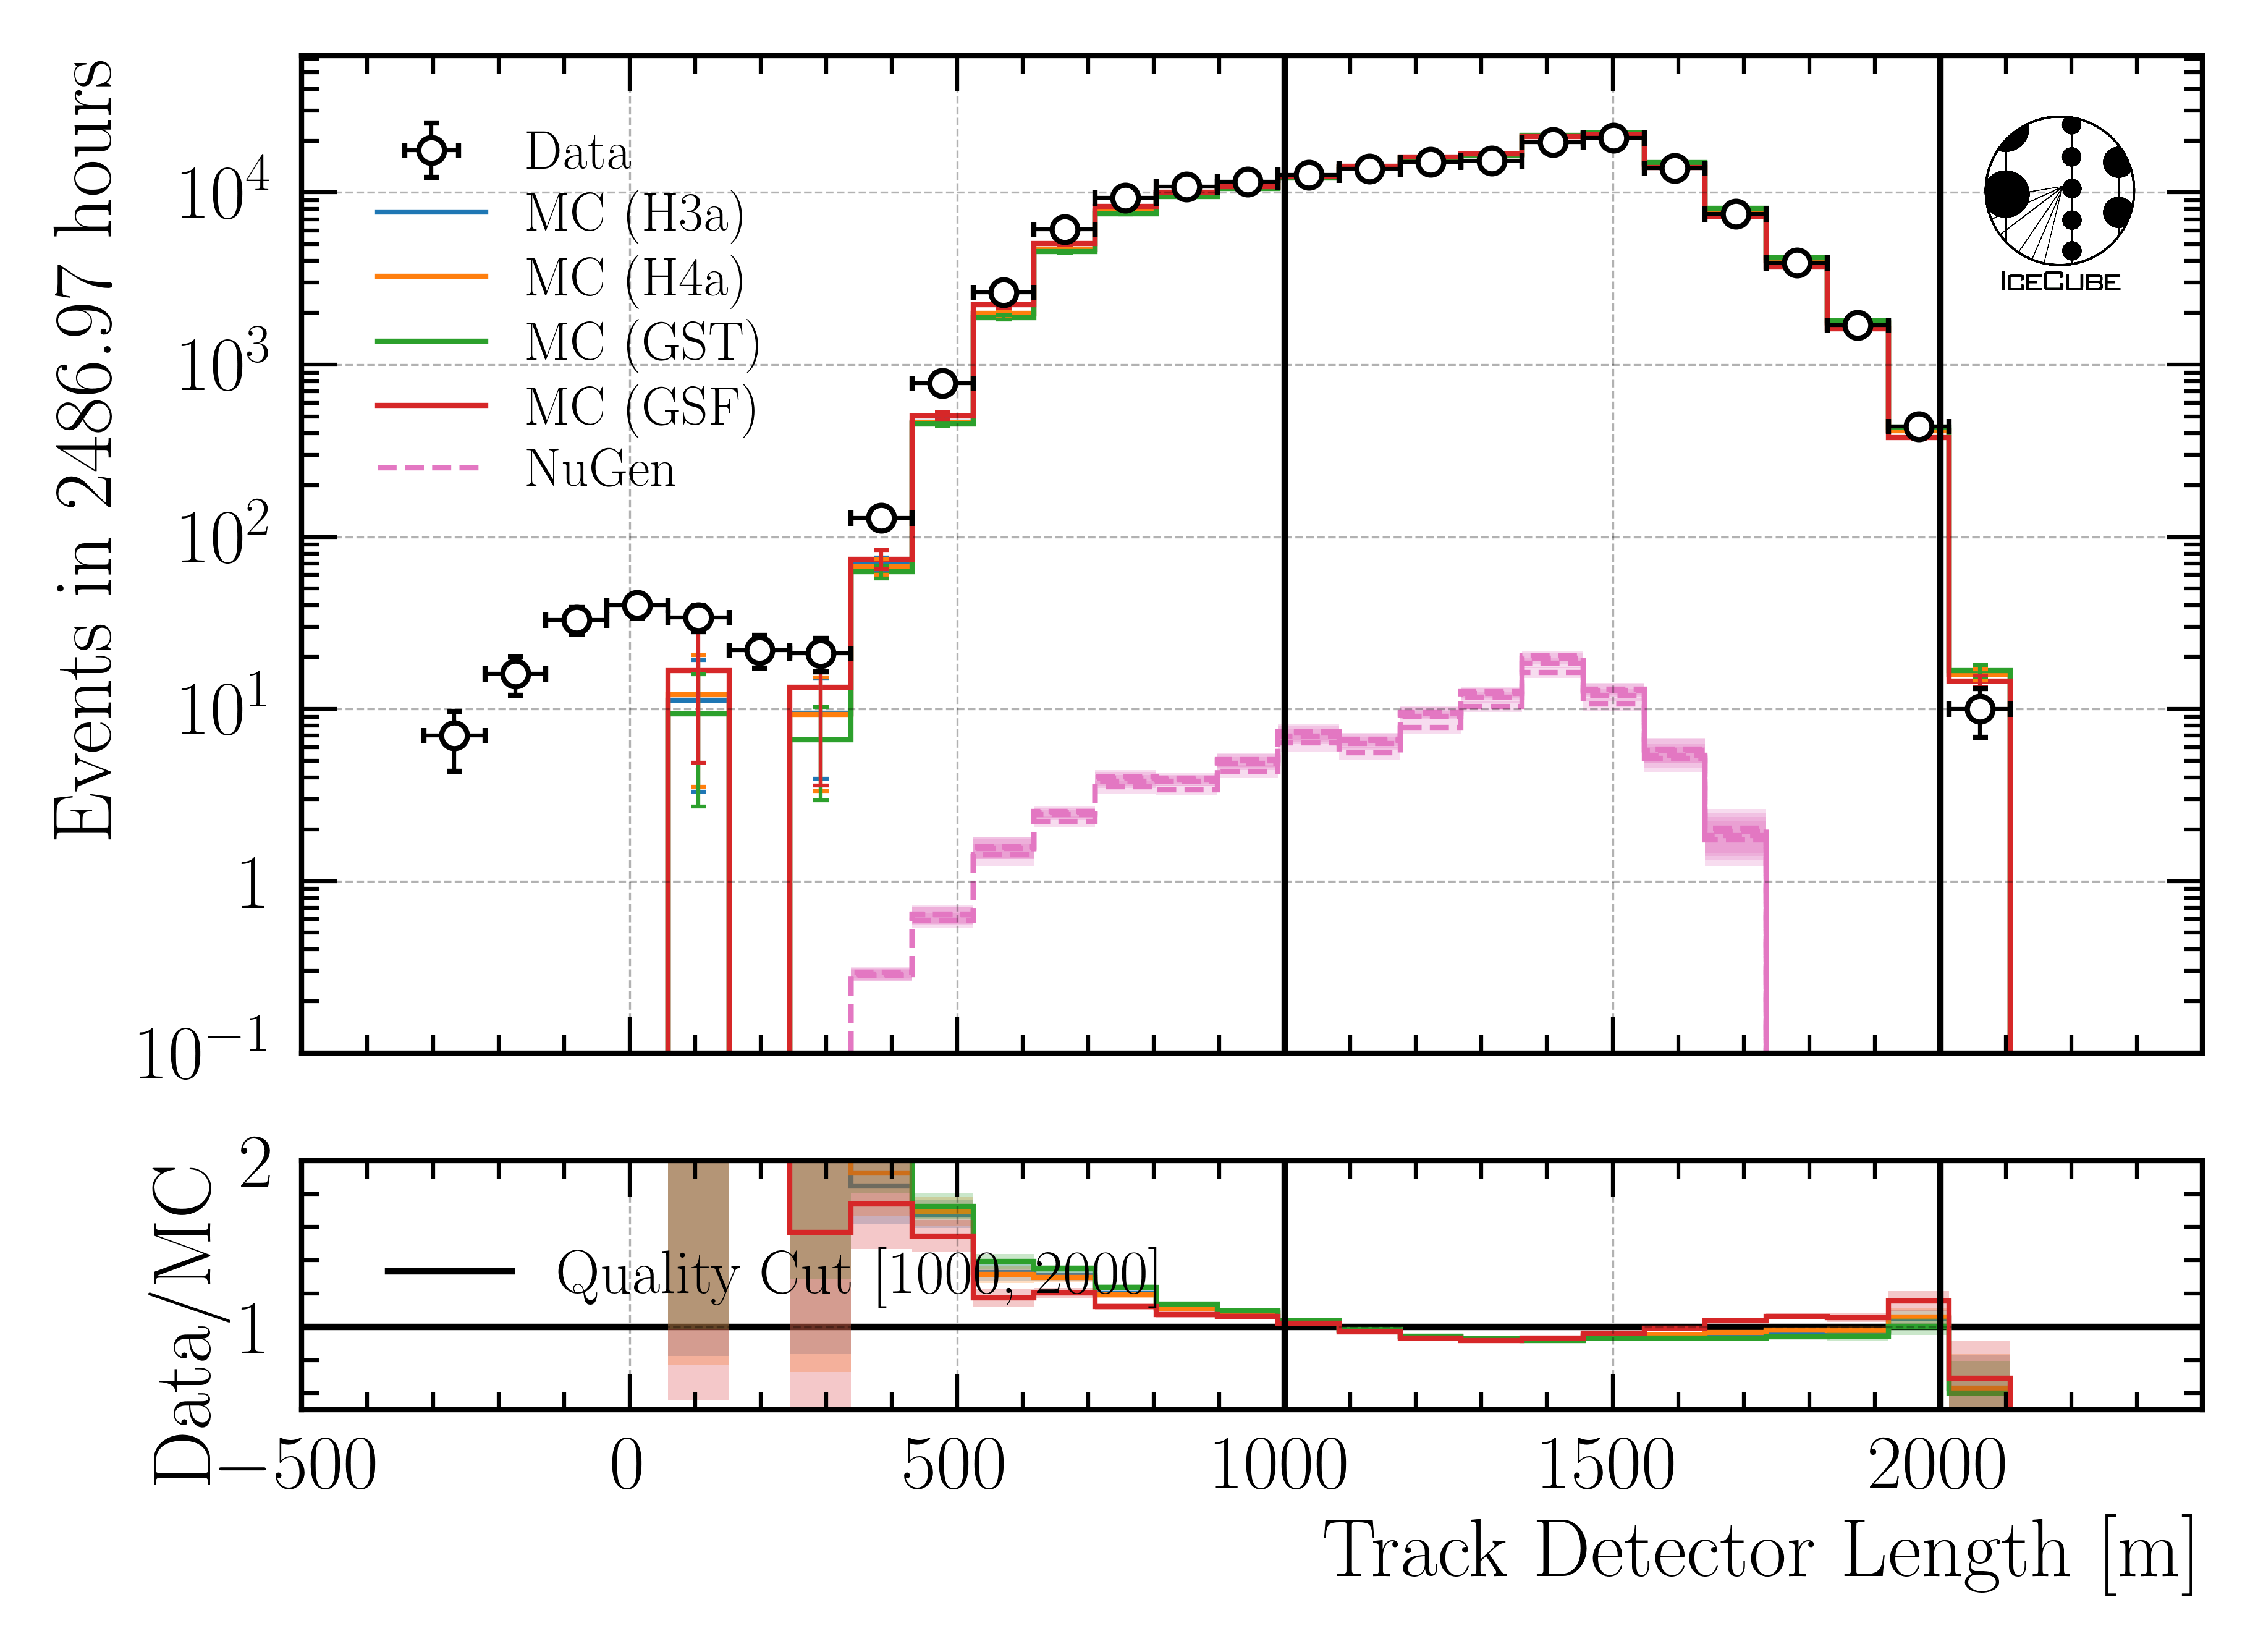 Events in 2486.97 hours
10^4
10^3
10^2
10^1
1
10^−1
Data
MC (H3a)
MC (H4a)
MC (GST)
MC (GSF)
NuGen
ICECUBE
Data/MC
2
1
Quality Cut [1000, 2000]
−500 0 500 1000 1500 2000
Track Detector Length [m]